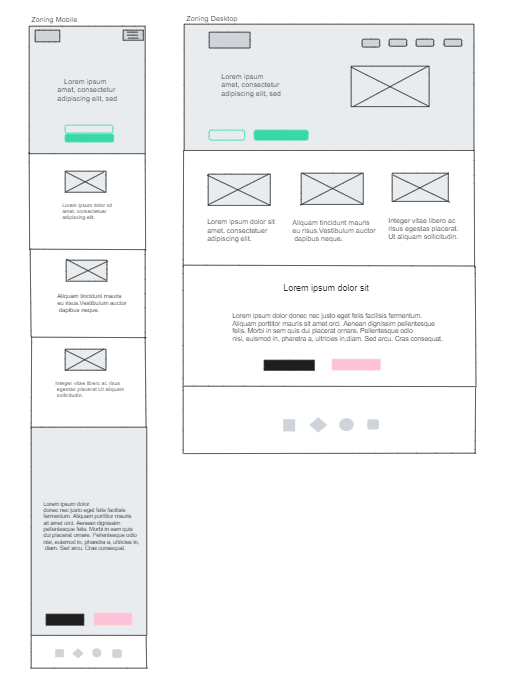 Zoning Mobile
Lorem ipsum
amet, consectetur
adipiscing elit, sed
Lorem ipsum dolor sit
amet, consectetuer
adipiscing elit.
Aliquam tincidunt mauris
eu risus.Vestibulum auctor
dapibus neque.
Integer vitae libero ac risus
egestas placerat.Ut aliquam
sollicitudin.
Lorem ipsum dolor
donec nec justo eget felis facilisis
fermentum. Aliquam porttitor mauris
sit amet orci. Aenean dignissim
pellentesque felis. Morbi in sem quis
dui placerat ornare. Pellentesque odio
nisi, euismod in, pharetra a, ultricies in,
diam. Sed arcu. Cras consequat.
Zoning Desktop
Lorem ipsum
amet, consectetur
adipiscing elit, sed
Lorem ipsum dolor sit
amet, consectetuer
adipiscing elit.
Aliquam tincidunt mauris
eu risus.Vestibulum auctor
dapibus neque.
Integer vitae libero ac
risus egestas placerat.
Ut aliquam sollicitudin.
Lorem ipsum dolor sit
Lorem ipsum dolor donec nec justo eget felis facilisis fermentum.
Aliquam porttitor mauris sit amet orci. Aenean dignissim pellentesque
felis. Morbi in sem quis dui placerat ornare. Pellentesque odio
nisi, euismod in, pharetra a, ultricies in,diam. Sed arcu. Cras consequat.